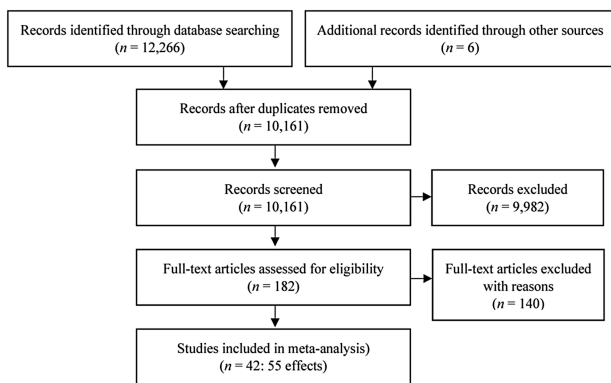 Records identified through database searching
(n = 12,266)
Additional records identified through other sources
(n = 6)
Records after duplicates removed
(n = 10,161)
Records screened
(n = 10,161)
Records excluded
(n = 9,982)
Full-text articles assessed for eligibility
(n = 182)
Full-text articles excluded
with reasons
(n = 140)
Studies included in meta-analysis)
(n = 42: 55 effects)